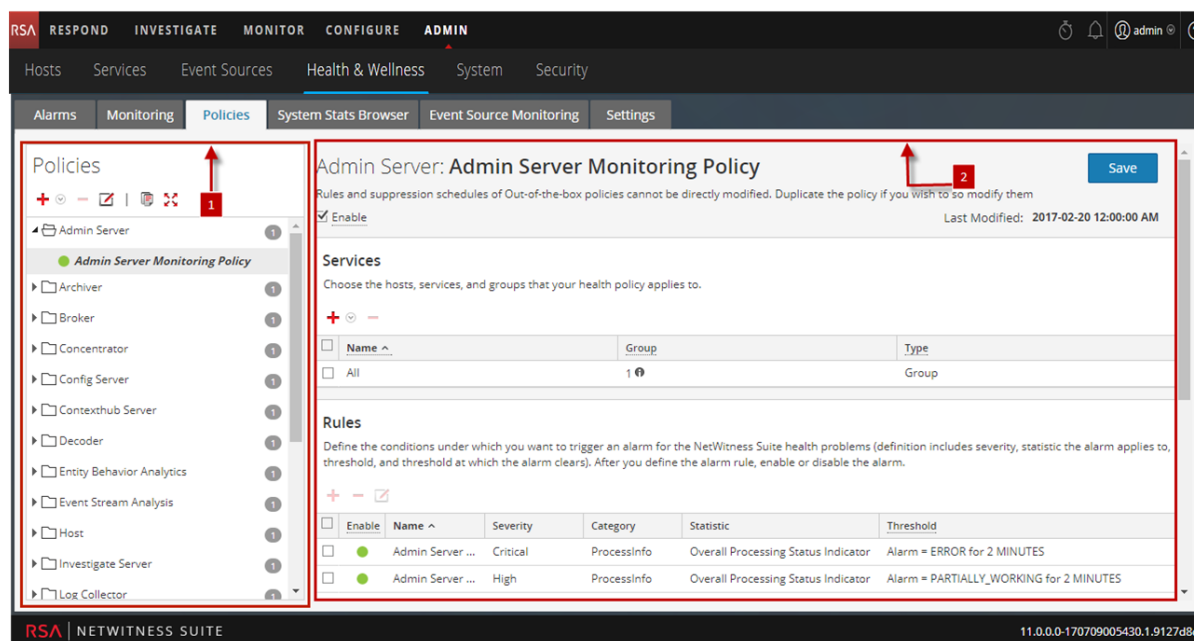 RSA RESPOND INVESTIGATE MONITOR CONFIGURE ADMIN admin
Hosts Services Event Sources Health & Wellness System Security
Alarms Monitoring Policies System Stats Browser Event Source Monitoring Settings
Policies
1
Admin Server 1
Admin Server Monitoring Policy
Archiver 1
Broker 1
Concentrator 1
Config Server 1
Contexthub Server 1
Decoder 1
Entity Behavior Analytics 1
Event Stream Analysis 1
Host 1
Investigate Server 1
Log Collector 1
Admin Server: Admin Server Monitoring Policy
2
Save
Rules and suppression schedules of Out-of-the-box policies cannot be directly modified. Duplicate the policy if you wish to so modify them
Enable
Last Modified: 2017-02-20 12:00:00 AM
Services
Choose the hosts, services, and groups that your health policy applies to.
Name Group Type
All 1 Group
Rules
Define the conditions under which you want to trigger an alarm for the NetWitness Suite health problems (definition includes severity, statistic the alarm applies to,
threshold, and threshold at which the alarm clears). After you define the alarm rule, enable or disable the alarm.
Enable Name Severity Category Statistic Threshold
Admin Server ... Critical ProcessInfo Overall Processing Status Indicator Alarm = ERROR for 2 MINUTES
Admin Server ... High ProcessInfo Overall Processing Status Indicator Alarm = PARTIALLY_WORKING for 2 MINUTES
RSA NETWITNESS SUITE
11.0.0.0-170709005430.1.9127d8